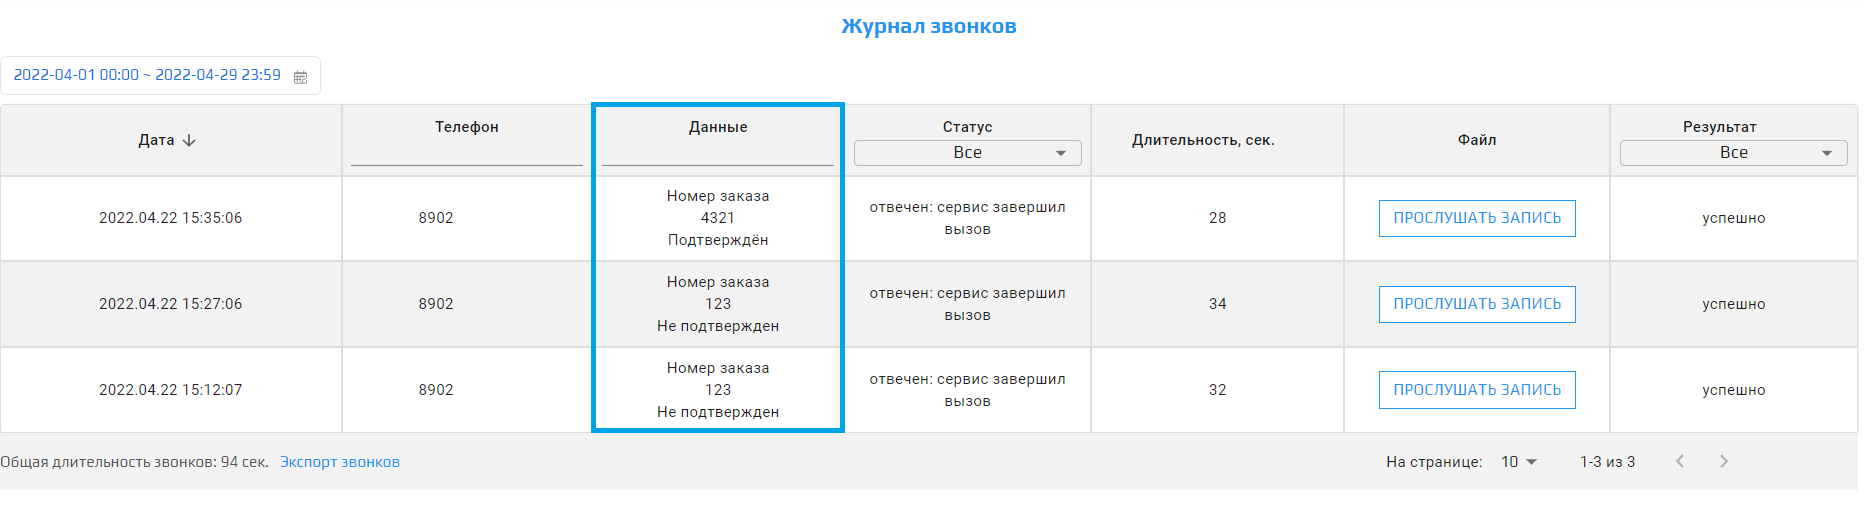 Журнал звонков
2022-04-01 00:00 ~ 2022-04-29 23:59
Дата Телефон Данные Статус Длительность, сек. Файл Результат
Все Все
2022.04.22 15:35:06 8902 Номер заказа 4321 Подтверждён отвечен: сервис завершил вызов 28 ПРОСЛУШАТЬ ЗАПИСЬ успешно
2022.04.22 15:27:06 8902 Номер заказа 123 Не подтвержден отвечен: сервис завершил вызов 34 ПРОСЛУШАТЬ ЗАПИСЬ успешно
2022.04.22 15:12:07 8902 Номер заказа 123 Не подтвержден отвечен: сервис завершил вызов 32 ПРОСЛУШАТЬ ЗАПИСЬ успешно
Общая длительность звонков: 94 сек. Экспорт звонков На странице: 10 1-3 из 3